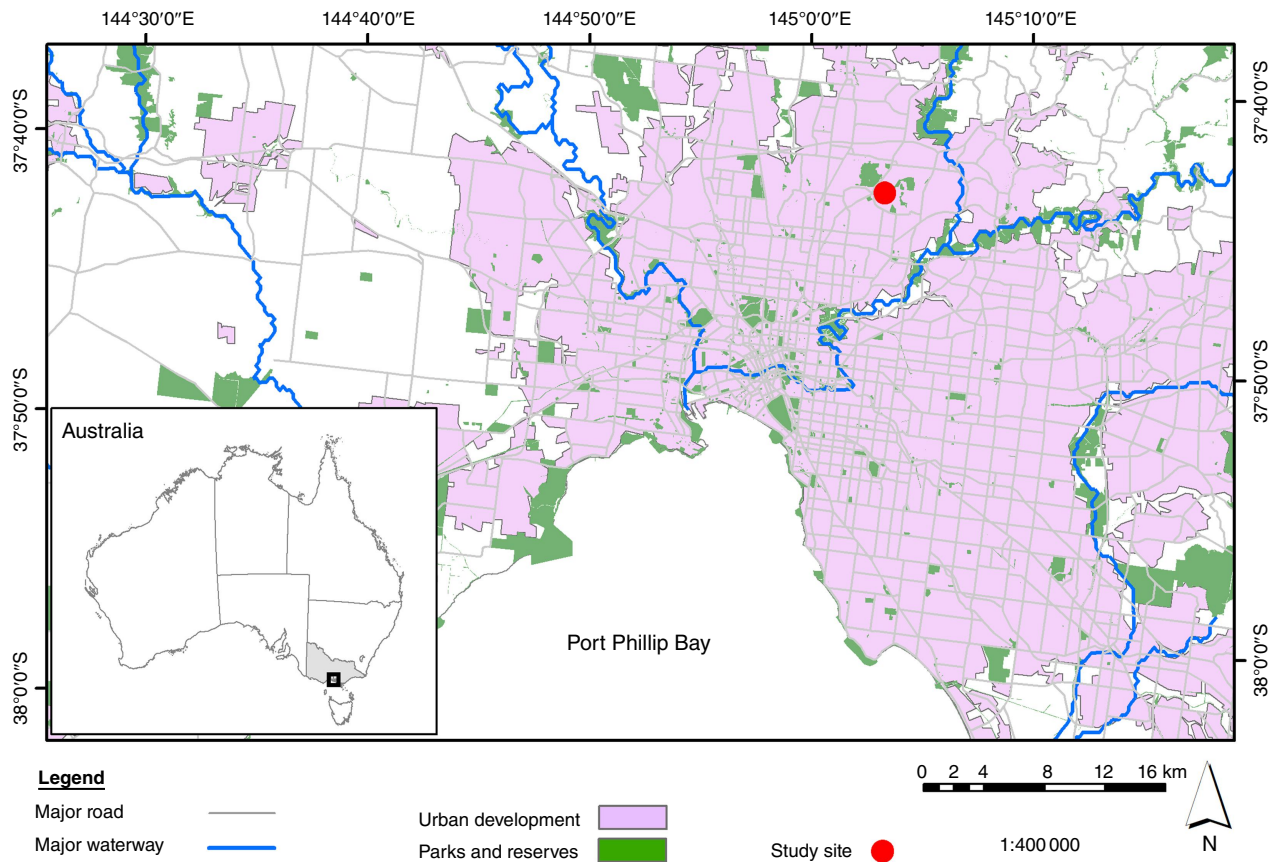 144°30′0″E 144°40′0″E 144°50′0″E 145°0′0″E 145°10′0″E
37°40′0″S
37°50′0″S
38°0′0″S
37°40′0″S
37°50′0″S
38°0′0″S
Australia
Port Phillip Bay
Legend
Major road
Major waterway
Urban development
Parks and reserves
Study site
0 2 4 8 12 16 km
1:400 000
N